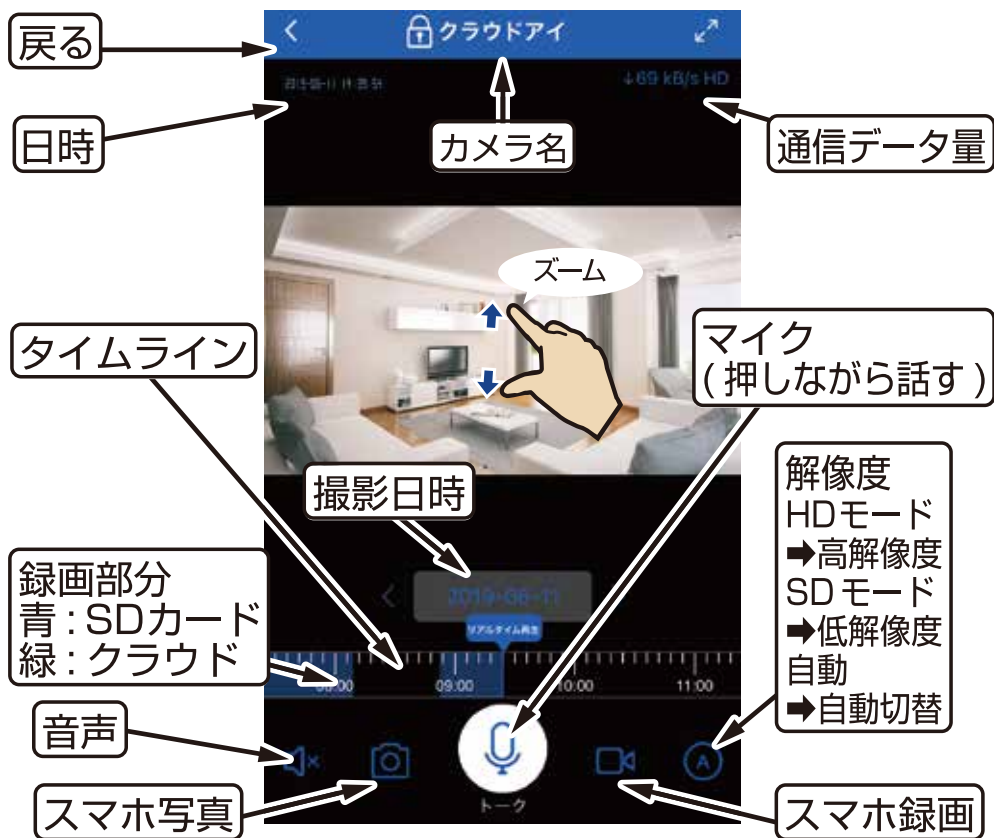 戻る
クラウドアイ
↓69 kB/s HD
日時
カメラ名
通信データ量
ズーム
タイムライン
マイク
(押しながら話す)
撮影日時
解像度
HDモード
➡高解像度
SDモード
➡低解像度
自動
➡自動切替
録画部分
青:SDカード
緑:クラウド
2019-06-11
リアルタイム再生
08:00
09:00
10:00
11:00
音声
A
トーク
スマホ写真
スマホ録画